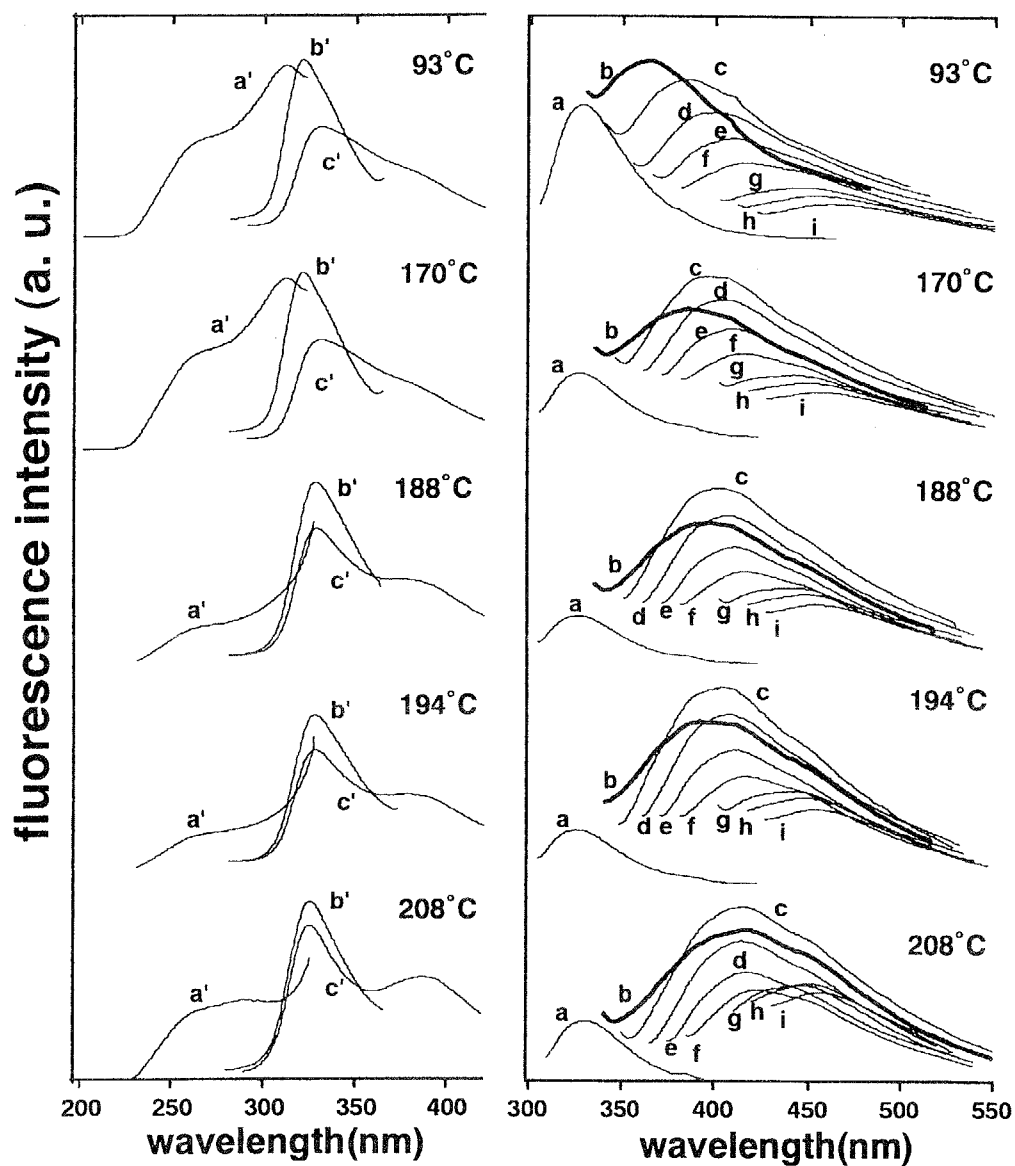 fluorescence intensity (a. u.)
93°C
a'
b'
c'
170°C
a'
b'
c'
188°C
a'
b'
c'
194°C
a'
b'
c'
208°C
a'
b'
c'
200 250 300 350 400
wavelength(nm)
93°C
a
b
c
d
e
f
g
h
i
170°C
a
b
c
d
e
f
g
h
i
188°C
a
b
c
d
e
f
g
h
i
194°C
a
b
c
d
e
f
g
h
i
208°C
a
b
c
d
e
f
g
h
i
300 350 400 450 500 550
wavelength(nm)